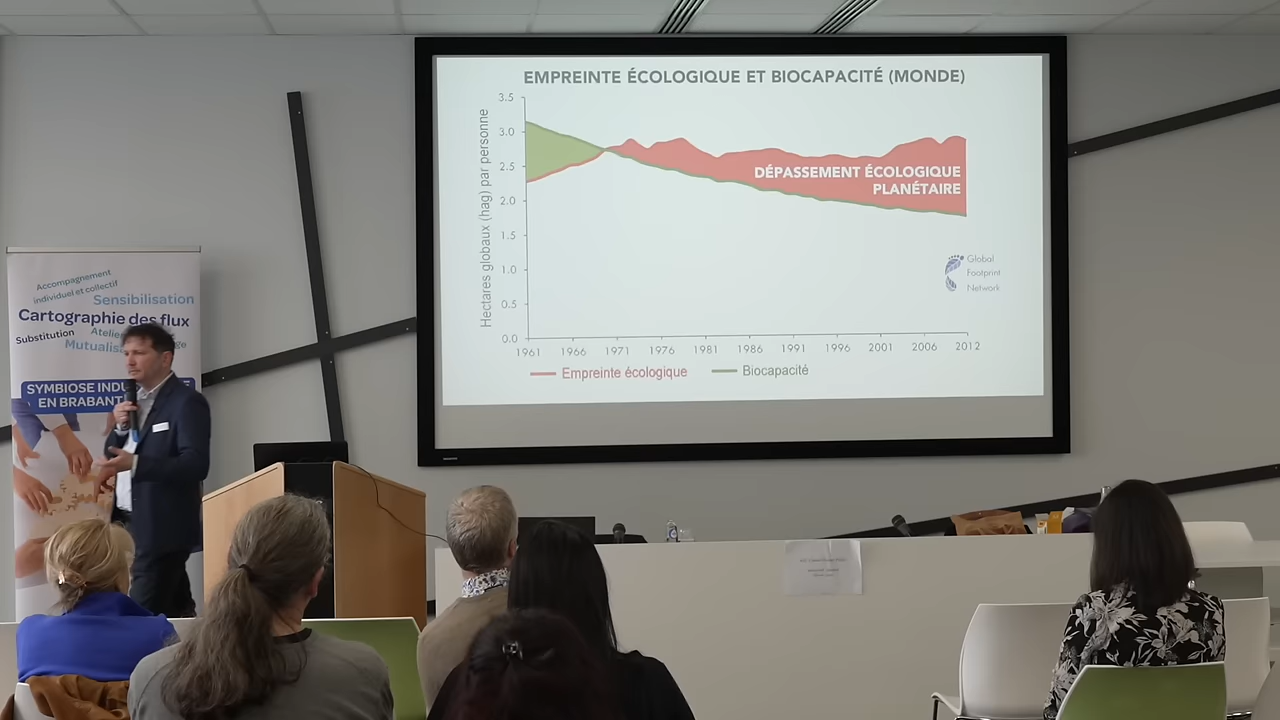 EMPREINTE ÉCOLOGIQUE ET BIOCAPACITÉ (MONDE)
Hectares globaux (hag) par personne
3.5
3.0
2.5
2.0
1.5
1.0
0.5
0.0
DÉPASSEMENT ÉCOLOGIQUE
PLANÉTAIRE
Global
Footprint
Network
1961 1966 1971 1976 1981 1986 1991 1996 2001 2006 2012
Empreinte écologique Biocapacité
Accompagnement
individuel et collectif
Sensibilisation
Cartographie des flux
Substitution
SYMBIOSE
EN